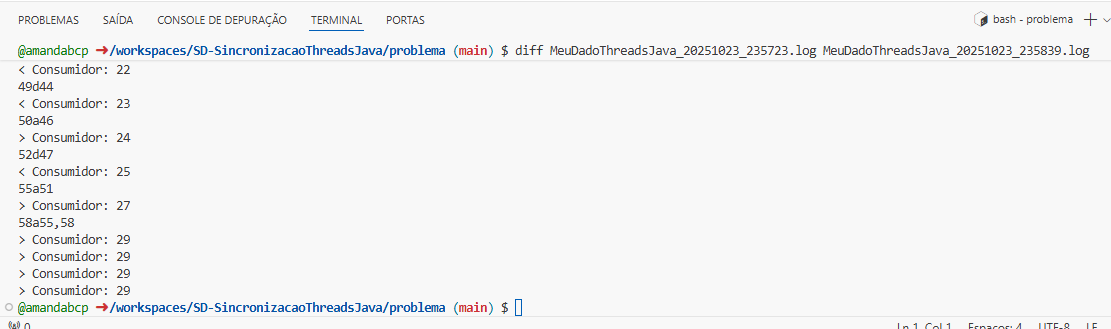 PROBLEMAS SAÍDA CONSOLE DE DEPURAÇÃO TERMINAL PORTAS bash - problema
@amandabcp ➜/workspaces/SD-SincronizacaoThreadsJava/problema (main) $ diff MeuDadoThreadsJava_20251023_235723.log MeuDadoThreadsJava_20251023_235839.log
< Consumidor: 22
49d44
< Consumidor: 23
50a46
> Consumidor: 24
52d47
< Consumidor: 25
55a51
> Consumidor: 27
58a55,58
> Consumidor: 29
> Consumidor: 29
> Consumidor: 29
> Consumidor: 29
@amandabcp ➜/workspaces/SD-SincronizacaoThreadsJava/problema (main) $
0 Ln 1, Col 1 Espaços: 4 UTF-8 LF